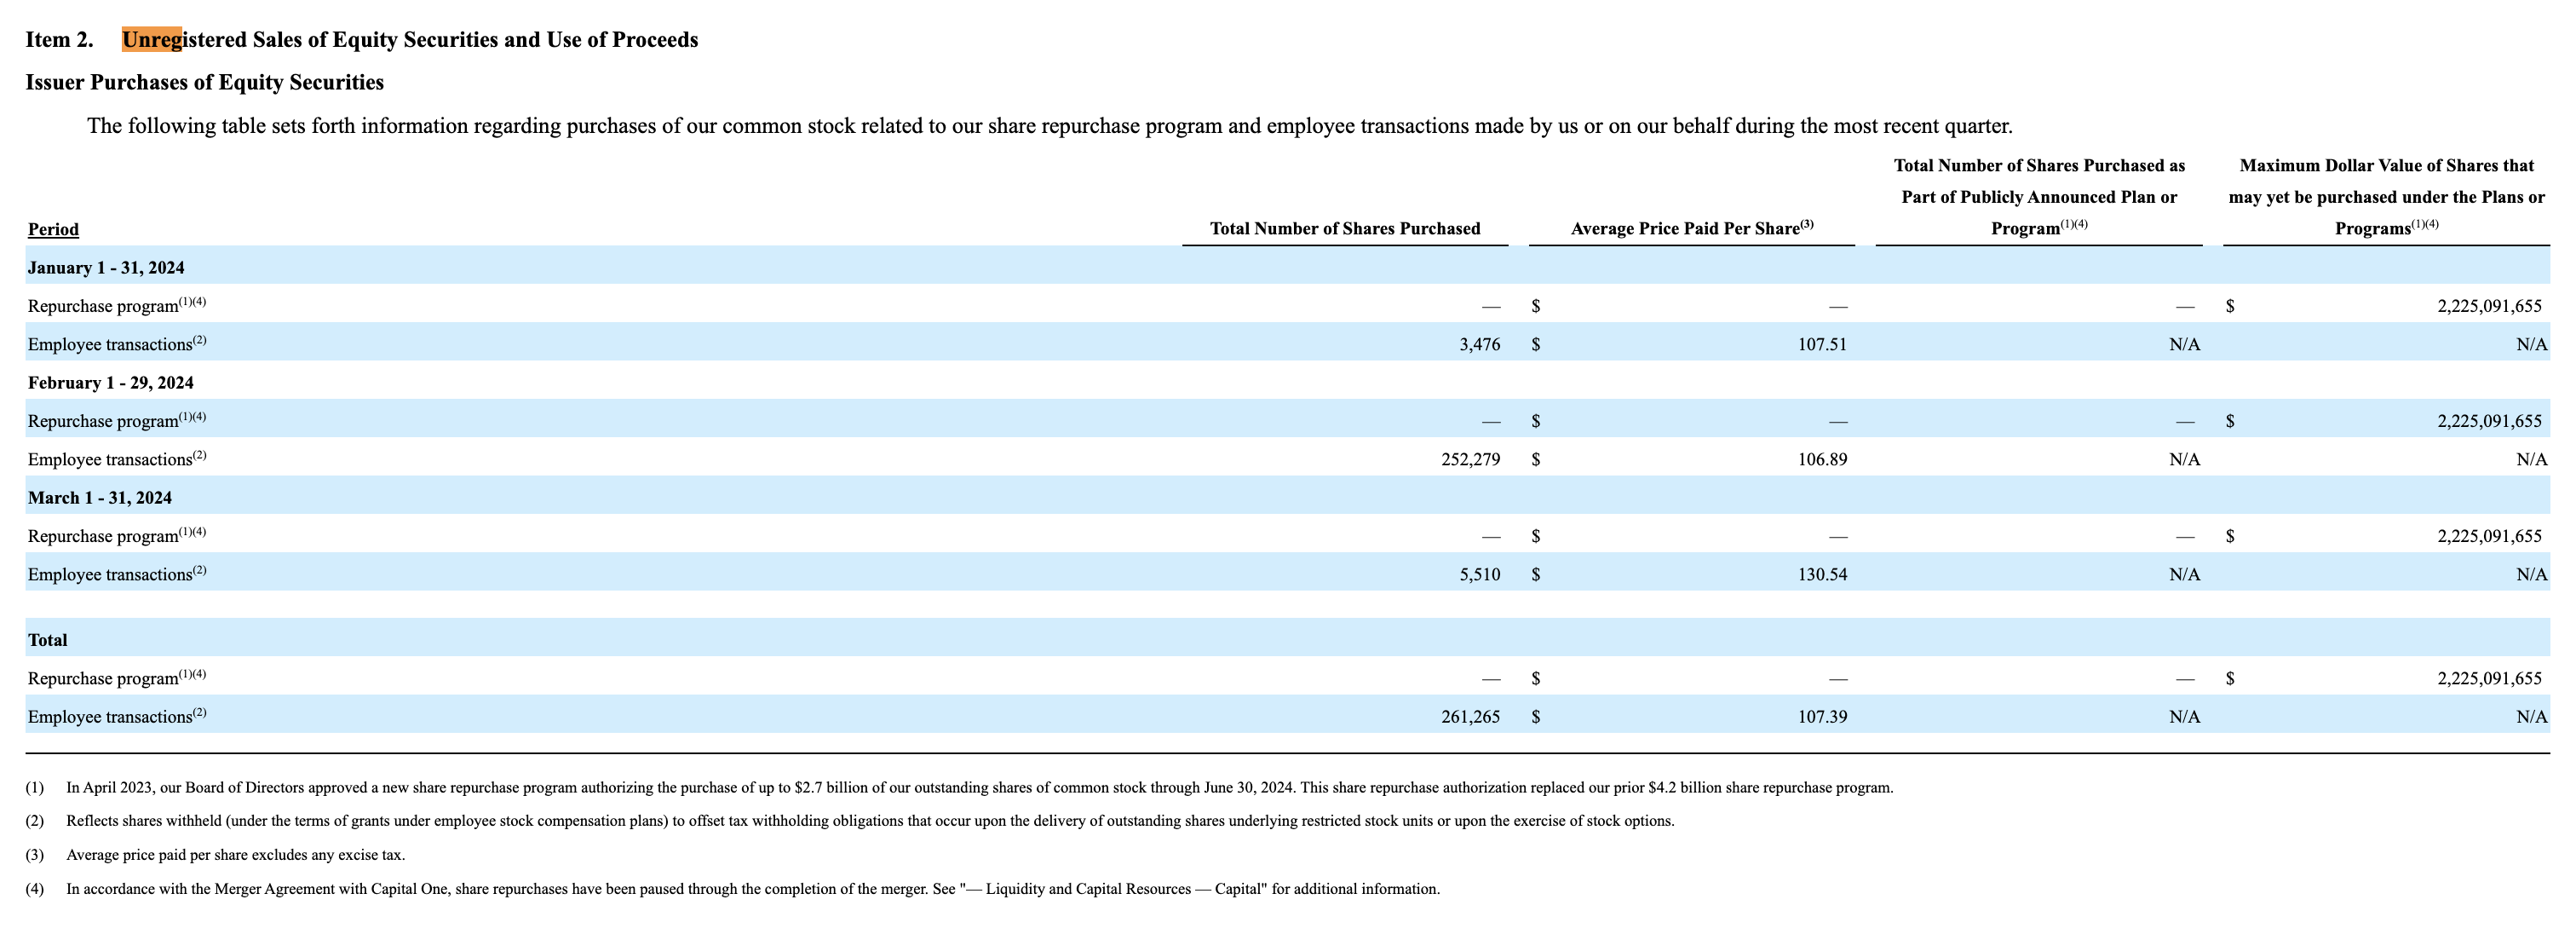 Item 2. Unregistered Sales of Equity Securities and Use of Proceeds
Issuer Purchases of Equity Securities
The following table sets forth information regarding purchases of our common stock related to our share repurchase program and employee transactions made by us or on our behalf during the most recent quarter.
Period Total Number of Shares Purchased Average Price Paid Per Share(3) Total Number of Shares Purchased as Part of Publicly Announced Plan or Program(1)(4) Maximum Dollar Value of Shares that may yet be purchased under the Plans or Programs(1)(4)
January 1 - 31, 2024
Repurchase program(1)(4) — $ — — $ 2,225,091,655
Employee transactions(2) 3,476 $ 107.51 N/A N/A
February 1 - 29, 2024
Repurchase program(1)(4) — $ — — $ 2,225,091,655
Employee transactions(2) 252,279 $ 106.89 N/A N/A
March 1 - 31, 2024
Repurchase program(1)(4) — $ — — $ 2,225,091,655
Employee transactions(2) 5,510 $ 130.54 N/A N/A
Total
Repurchase program(1)(4) — $ — — $ 2,225,091,655
Employee transactions(2) 261,265 $ 107.39 N/A N/A
(1) In April 2023, our Board of Directors approved a new share repurchase program authorizing the purchase of up to $2.7 billion of our outstanding shares of common stock through June 30, 2024. This share repurchase authorization replaced our prior $4.2 billion share repurchase program.
(2) Reflects shares withheld (under the terms of grants under employee stock compensation plans) to offset tax withholding obligations that occur upon the delivery of outstanding shares underlying restricted stock units or upon the exercise of stock options.
(3) Average price paid per share excludes any excise tax.
(4) In accordance with the Merger Agreement with Capital One, share repurchases have been paused through the completion of the merger. See "— Liquidity and Capital Resources — Capital" for additional information.